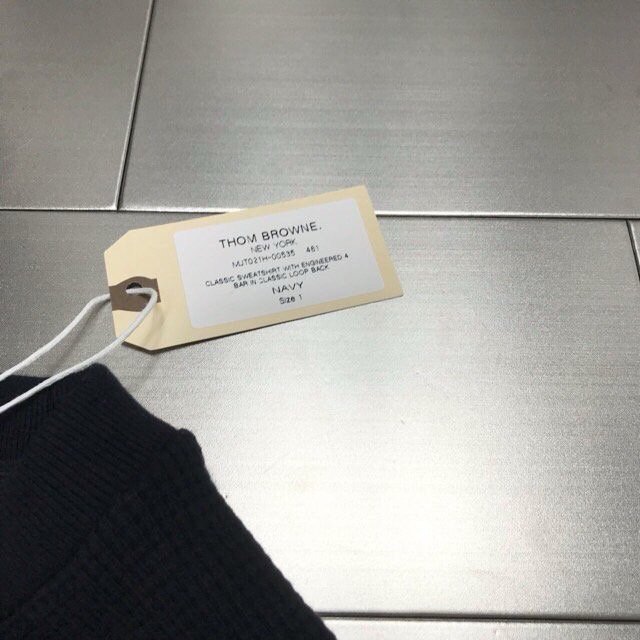 THOM BROWNE.
NEW YORK
MJT021H-00535 461
CLASSIC SWEATSHIRT WITH ENGINEERED 4
BAR IN CLASSIC LOOP BACK
NAVY
Size 1